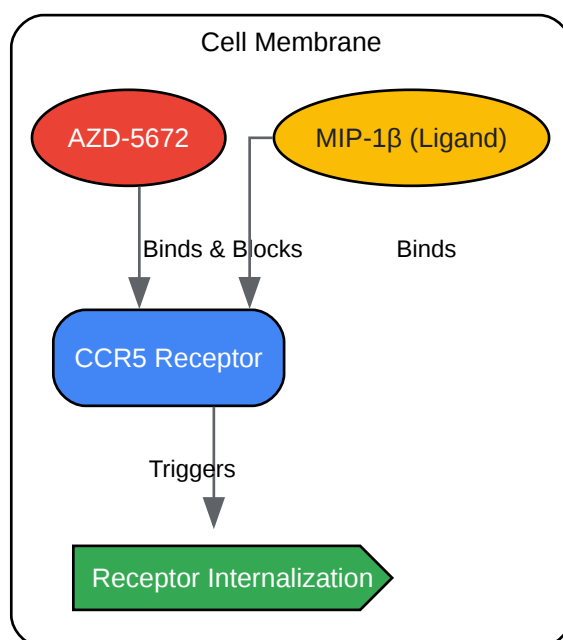 Cell Membrane
AZD-5672
MIP-1β (Ligand)
Binds & Blocks
Binds
CCR5 Receptor
Triggers
Receptor Internalization